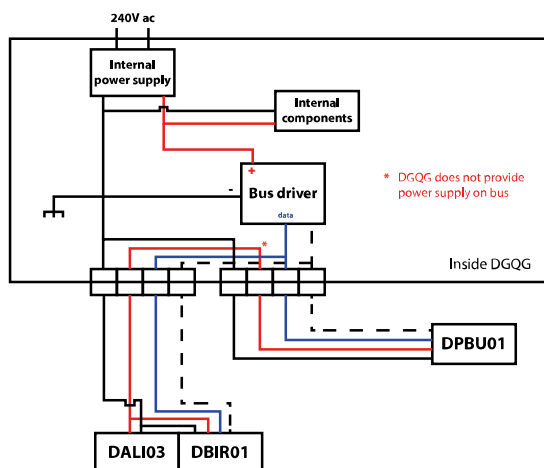 240V ac
Internal
power supply
Internal
components
+
-
Bus driver
data
* DGQG does not provide
power supply on bus
*
Inside DGQG
DPBU01
DALI03
DBIR01